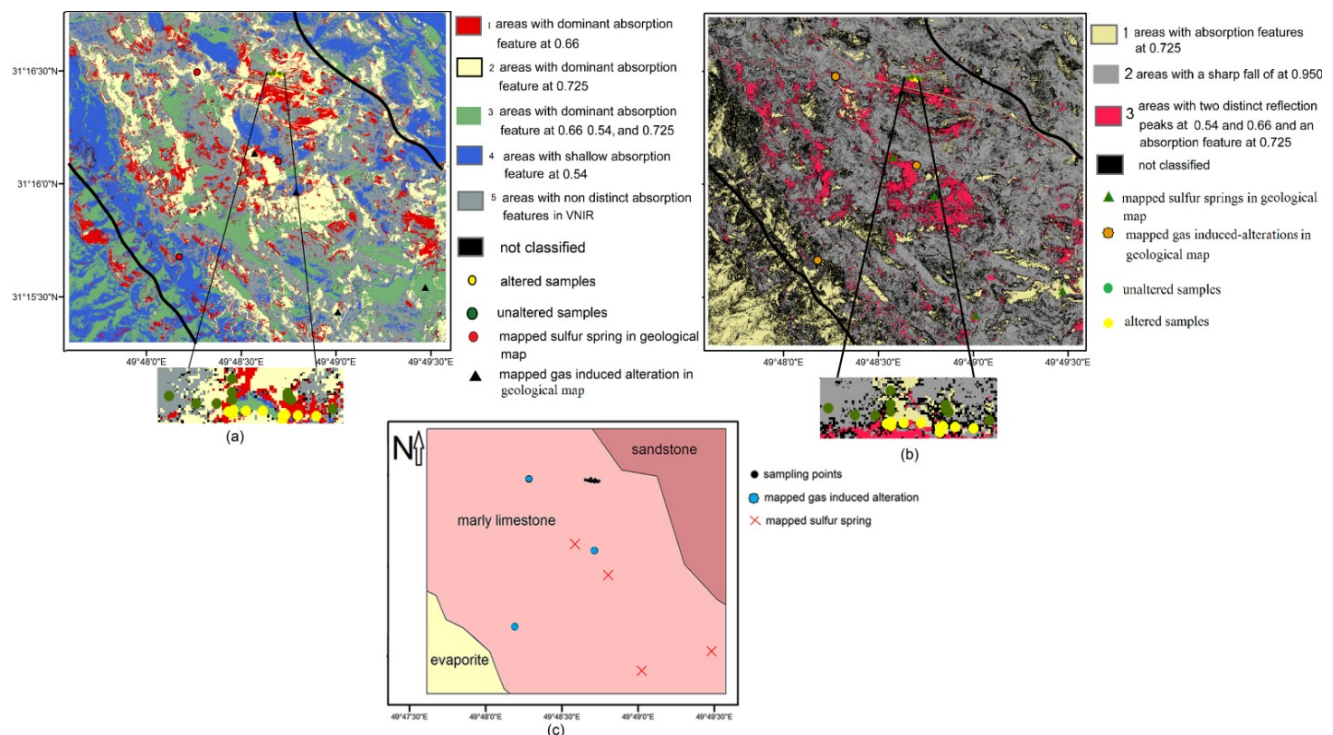 1 areas with dominant absorption
feature at 0.66
2 areas with dominant absorption
feature at 0.725
3 areas with dominant absorption
feature at 0.66 0.54, and 0.725
4 areas with shallow absorption
feature at 0.54
5 areas with non distinct absorption
features in VNIR
not classified
altered samples
unaltered samples
mapped sulfur spring in geological
map
mapped gas induced alteration in
geological map
31°16'30"N
31°16'0"N
31°15'30"N
49°48'0"E 49°48'30"E 49°49'0"E 49°49'30"E
(a)
1 areas with absorption features
at 0.725
2 areas with a sharp fall of at 0.950
3 areas with two distinct reflection
peaks at 0.54 and 0.66 and an
absorption feature at 0.725
not classified
mapped sulfur springs in geological
map
mapped gas induced-alterations in
geological map
unaltered samples
altered samples
49°48'0"E 49°48'30"E 49°49'0"E 49°49'30"E
(b)
N
sandstone
marly limestone
evaporite
sampling points
mapped gas induced alteration
mapped sulfur spring
49°47'30"E 49°48'0"E 49°48'30"E 49°49'0"E 49°49'30"E
(c)